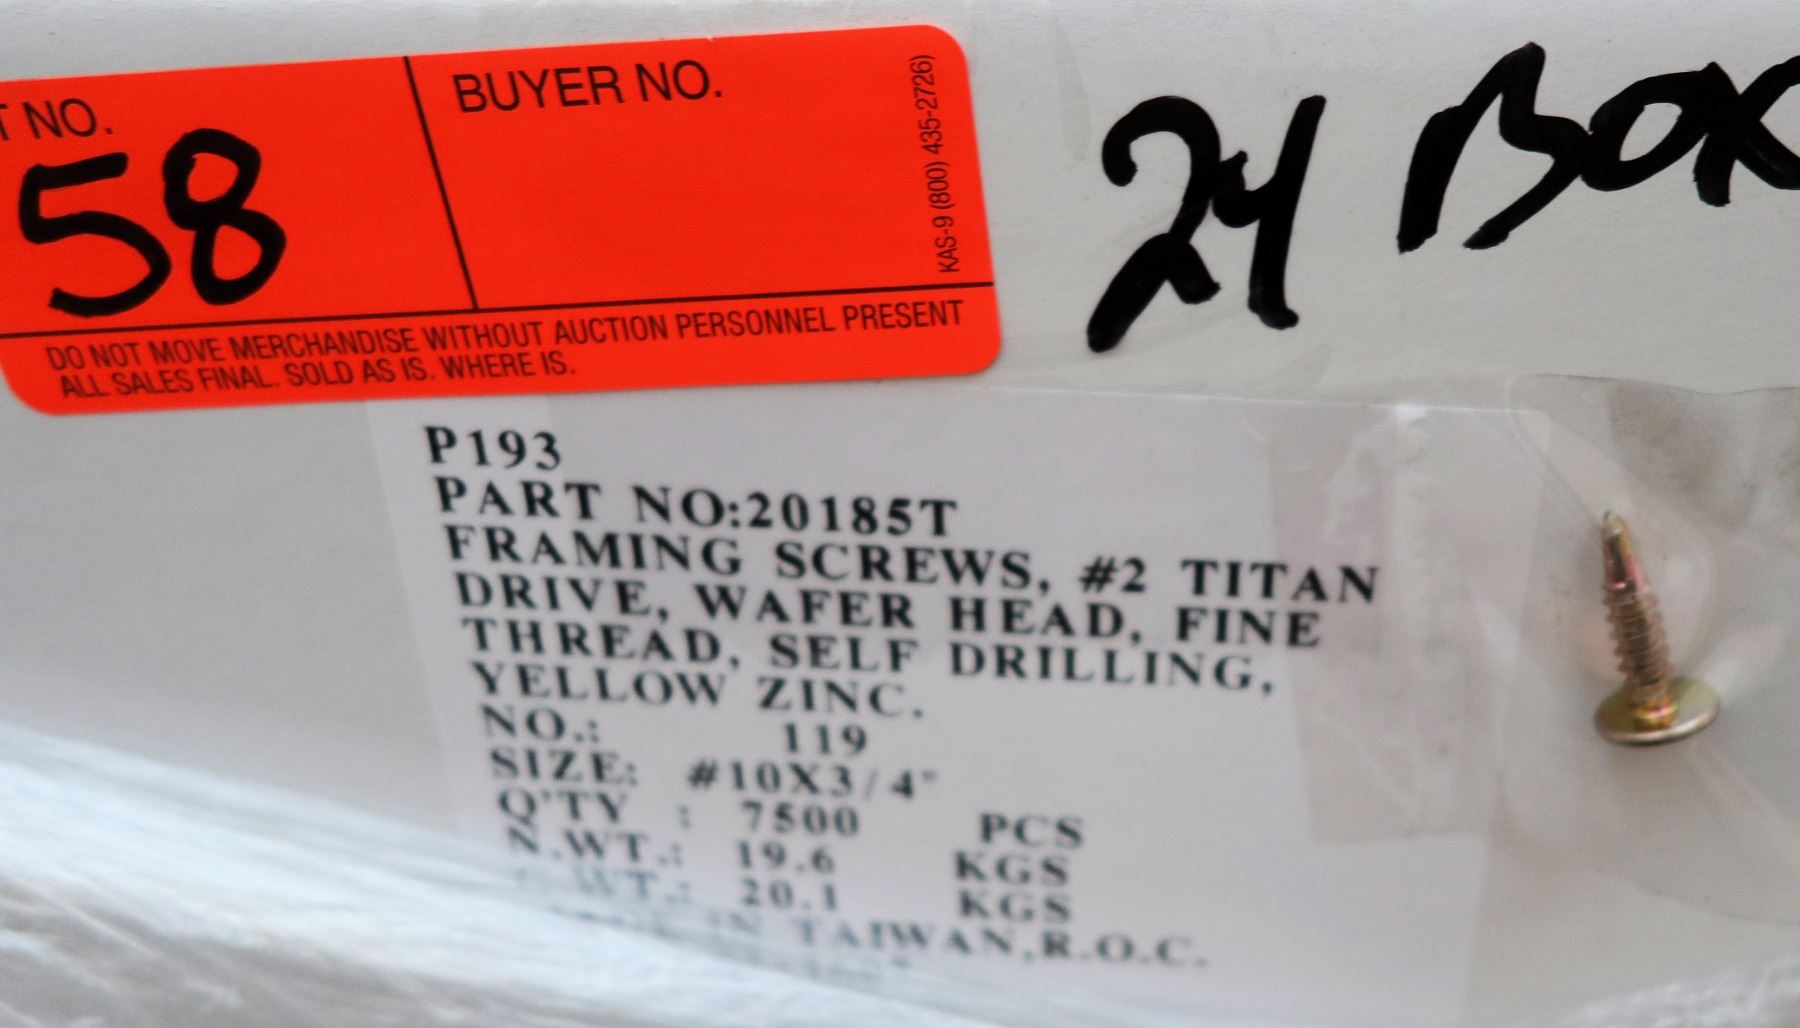 NO.
58
BUYER NO.
KAS-9 (800) 435-2726)
DO NOT MOVE MERCHANDISE WITHOUT AUCTION PERSONNEL PRESENT
ALL SALES FINAL. SOLD AS IS. WHERE IS.
24 BOX
P193
PART NO:20185T
FRAMING SCREWS, #2 TITAN
DRIVE, WAFER HEAD, FINE
THREAD, SELF DRILLING,
YELLOW ZINC.
NO.: 119
SIZE: #10X3/4"
Q'TY : 7500 PCS
N.WT.: 19.6 KGS
WT.: 20.1 KGS
IN TAIWAN,R.O.C.